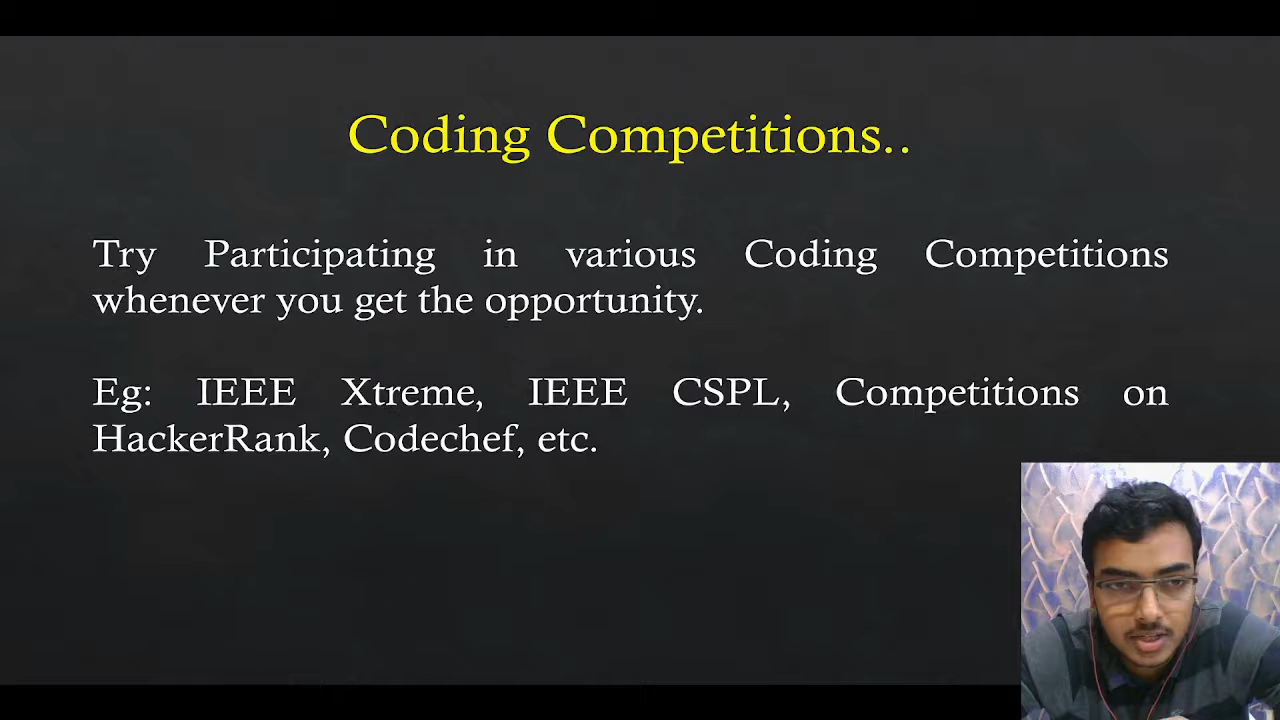 Coding Competitions..
Try Participating in various Coding Competitions
whenever you get the opportunity.
Eg: IEEE Xtreme, IEEE CSPL, Competitions on
HackerRank, Codechef, etc.